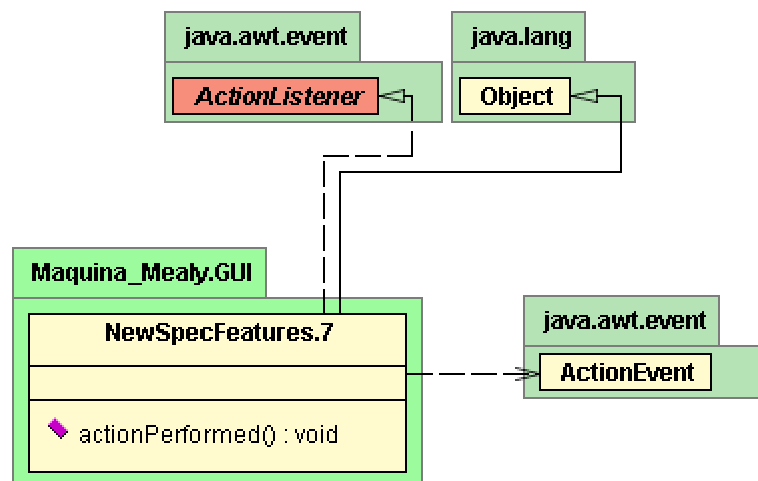 java.awt.event
java.lang
ActionListener
Object
Maquina_Mealy.GUI
NewSpecFeatures.7
java.awt.event
ActionEvent
actionPerformed() : void